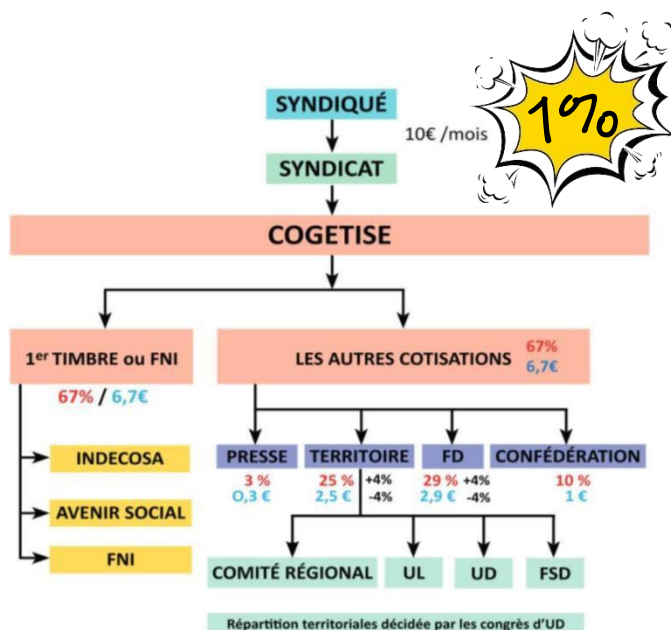 1%
SYNDIQUÉ
10€ /mois
SYNDICAT
COGETISE
1er TIMBRE ou FNI
67% / 6,7€
LES AUTRES COTISATIONS 67%
6,7€
INDECOSA
AVENIR SOCIAL
FNI
PRESSE TERRITOIRE FD CONFÉDÉRATION
3 % 25 % +4% 29 % +4% 10 %
0,3 € 2,5 € -4% 2,9 € -4% 1 €
COMITÉ RÉGIONAL UL UD FSD
Répartition territoriales décidée par les congrès d'UD